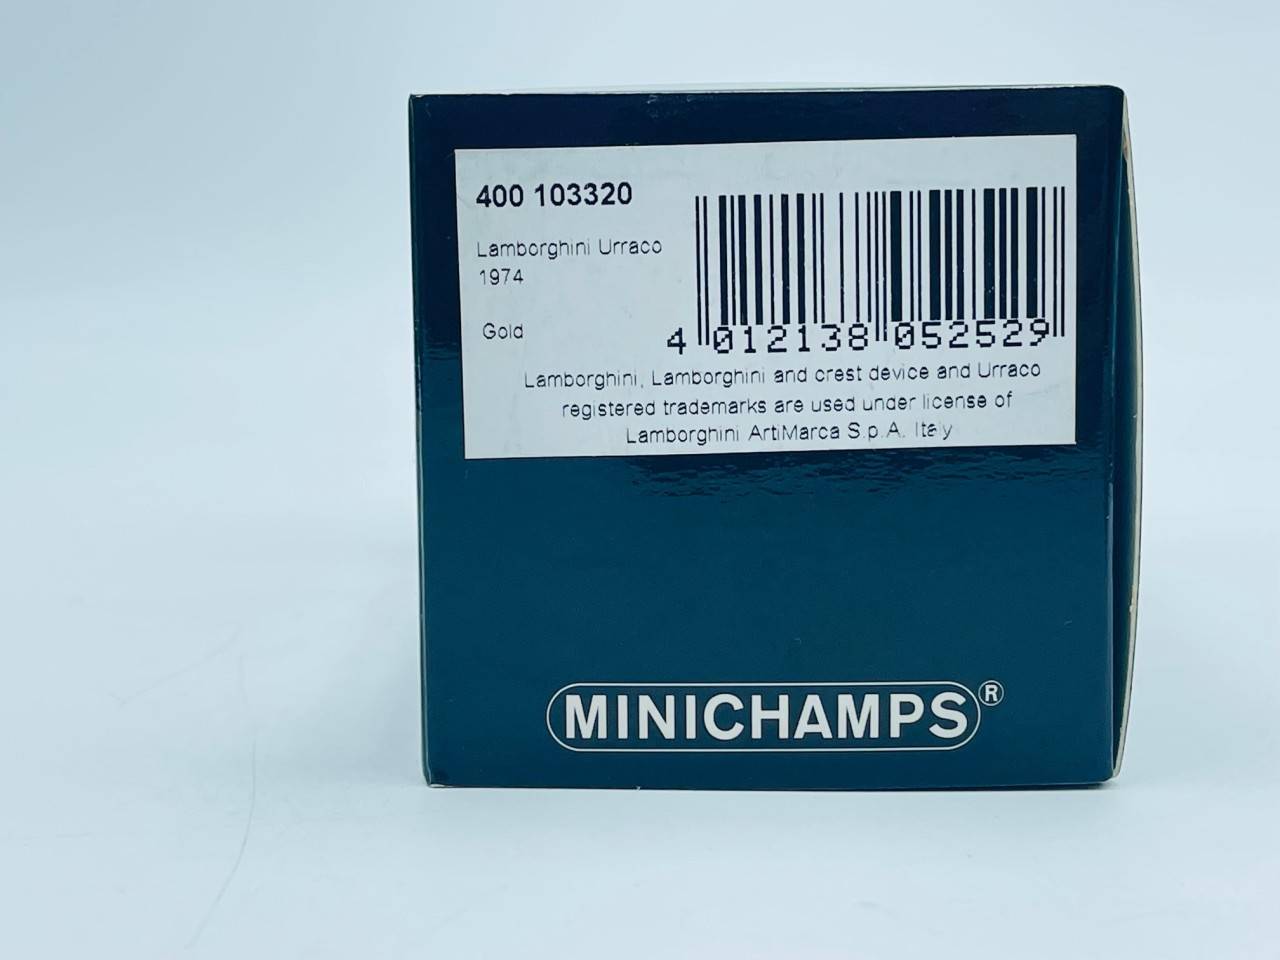 400 103320
Lamborghini Urraco
1974
Gold
4 012138 052529
Lamborghini, Lamborghini and crest device and Urraco
registered trademarks are used under license of
Lamborghini ArtiMarca S.p.A. Italy
MINICHAMPS®